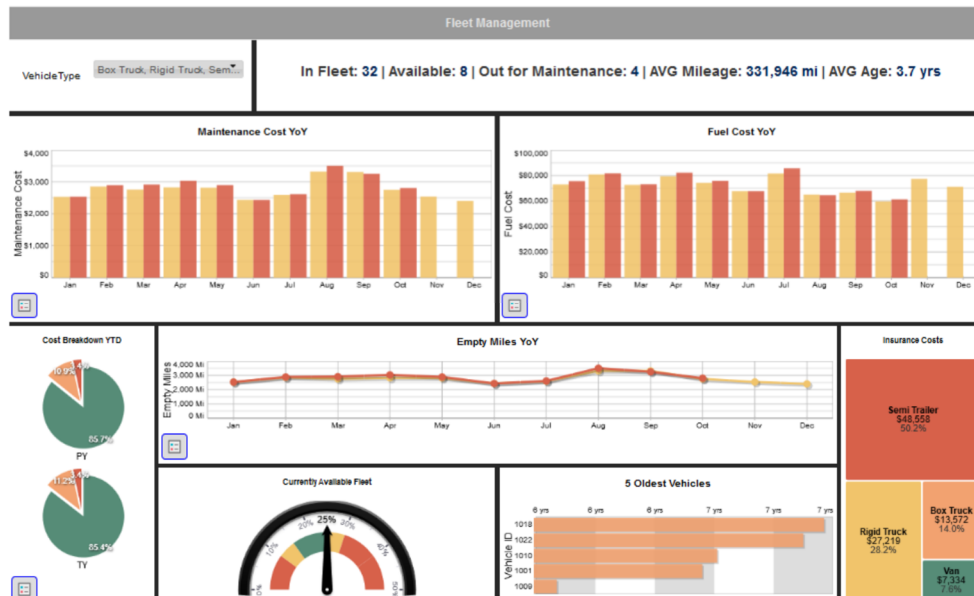 Fleet Management
VehicleType
Box Truck, Rigid Truck, Sem...
In Fleet: 32 | Available: 8 | Out for Maintenance: 4 | AVG Mileage: 331,946 mi | AVG Age: 3.7 yrs
Maintenance Cost YoY
Maintenance Cost
$4,000
$3,000
$2,000
$1,000
$0
Jan Feb Mar Apr May Jun Jul Aug Sep Oct Nov Dec
Fuel Cost YoY
Fuel Cost
$100,000
$80,000
$60,000
$40,000
$20,000
$0
Jan Feb Mar Apr May Jun Jul Aug Sep Oct Nov Dec
Cost Breakdown YTD
10.9%
85.7%
PY
11.2%
3.4%
85.4%
TY
Empty Miles YoY
Empty Miles
4,000 Mi
3,000 Mi
2,000 Mi
1,000 Mi
0 Mi
Jan Feb Mar Apr May Jun Jul Aug Sep Oct Nov Dec
Currently Available Fleet
10%
20%
25%
30%
40%
50%
5 Oldest Vehicles
6 yrs 6 yrs 6 yrs 7 yrs 7 yrs 7 yrs
Vehicle ID
1018
1022
1010
1001
1009
Insurance Costs
Semi Trailer
$48,558
50.2%
Rigid Truck
$27,219
28.2%
Box Truck
$13,572
14.0%
Van
$7,334
7.6%